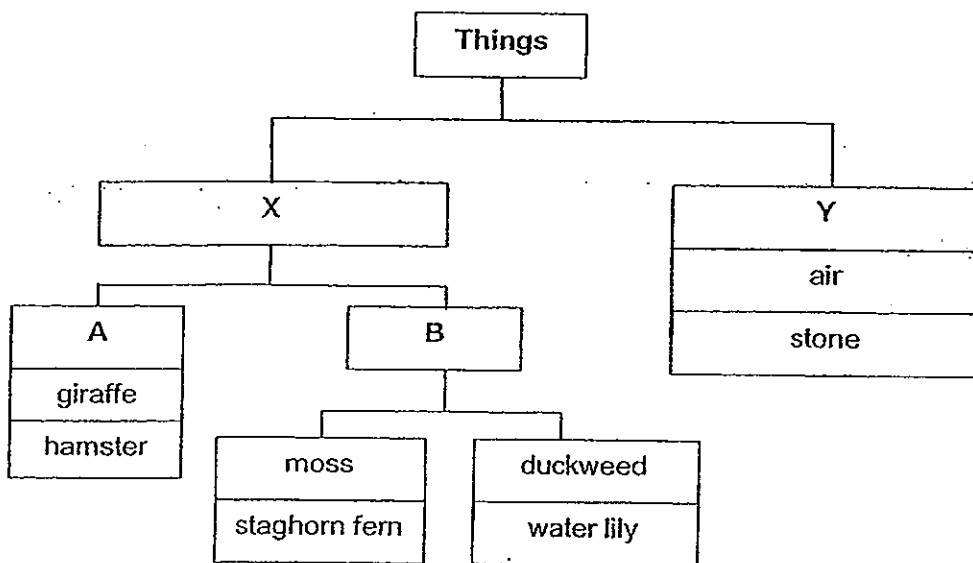 Things
X
Y
air
stone
A
giraffe
hamster
B
moss
staghorn fern
duckweed
water lily